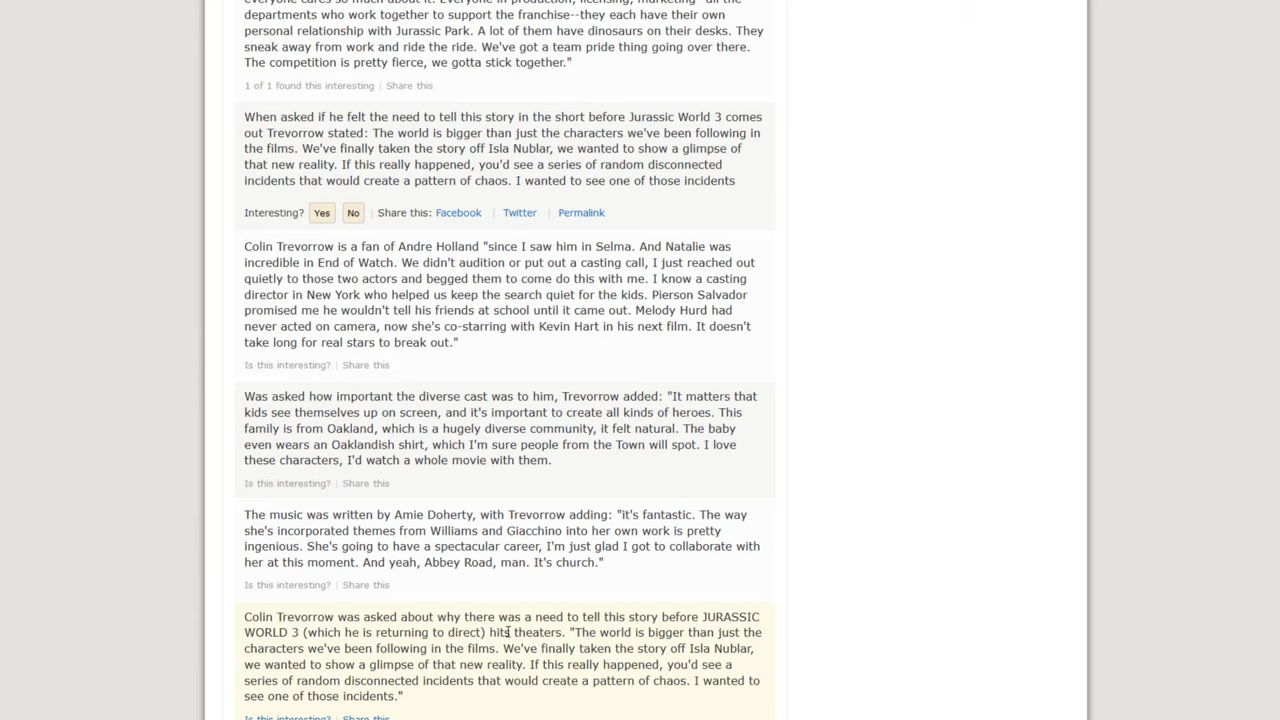 everyone cares so much about it. Everyone in production, licensing, marketing--all the
departments who work together to support the franchise--they each have their own
personal relationship with Jurassic Park. A lot of them have dinosaurs on their desks. They
sneak away from work and ride the ride. We've got a team pride thing going over there.
The competition is pretty fierce, we gotta stick together."
1 of 1 found this interesting | Share this
When asked if he felt the need to tell this story in the short before Jurassic World 3 comes
out Trevorrow stated: The world is bigger than just the characters we've been following in
the films. We've finally taken the story off Isla Nublar, we wanted to show a glimpse of
that new reality. If this really happened, you'd see a series of random disconnected
incidents that would create a pattern of chaos. I wanted to see one of those incidents
Interesting? Yes No | Share this: Facebook | Twitter | Permalink
Colin Trevorrow is a fan of Andre Holland "since I saw him in Selma. And Natalie was
incredible in End of Watch. We didn't audition or put out a casting call, I just reached out
quietly to those two actors and begged them to come do this with me. I know a casting
director in New York who helped us keep the search quiet for the kids. Pierson Salvador
promised me he wouldn't tell his friends at school until it came out. Melody Hurd had
never acted on camera, now she's co-starring with Kevin Hart in his next film. It doesn't
take long for real stars to break out."
Is this interesting? | Share this
Was asked how important the diverse cast was to him, Trevorrow added: "It matters that
kids see themselves up on screen, and it's important to create all kinds of heroes. This
family is from Oakland, which is a hugely diverse community, it felt natural. The baby
even wears an Oaklandish shirt, which I'm sure people from the Town will spot. I love
these characters, I'd watch a whole movie with them.
Is this interesting? | Share this
The music was written by Amie Doherty, with Trevorrow adding: "it's fantastic. The way
she's incorporated themes from Williams and Giacchino into her own work is pretty
ingenious. She's going to have a spectacular career, I'm just glad I got to collaborate with
her at this moment. And yeah, Abbey Road, man. It's church."
Is this interesting? | Share this
Colin Trevorrow was asked about why there was a need to tell this story before JURASSIC
WORLD 3 (which he is returning to direct) hits theaters. "The world is bigger than just the
characters we've been following in the films. We've finally taken the story off Isla Nublar,
we wanted to show a glimpse of that new reality. If this really happened, you'd see a
series of random disconnected incidents that would create a pattern of chaos. I wanted to
see one of those incidents."
Is this interesting? | Share this